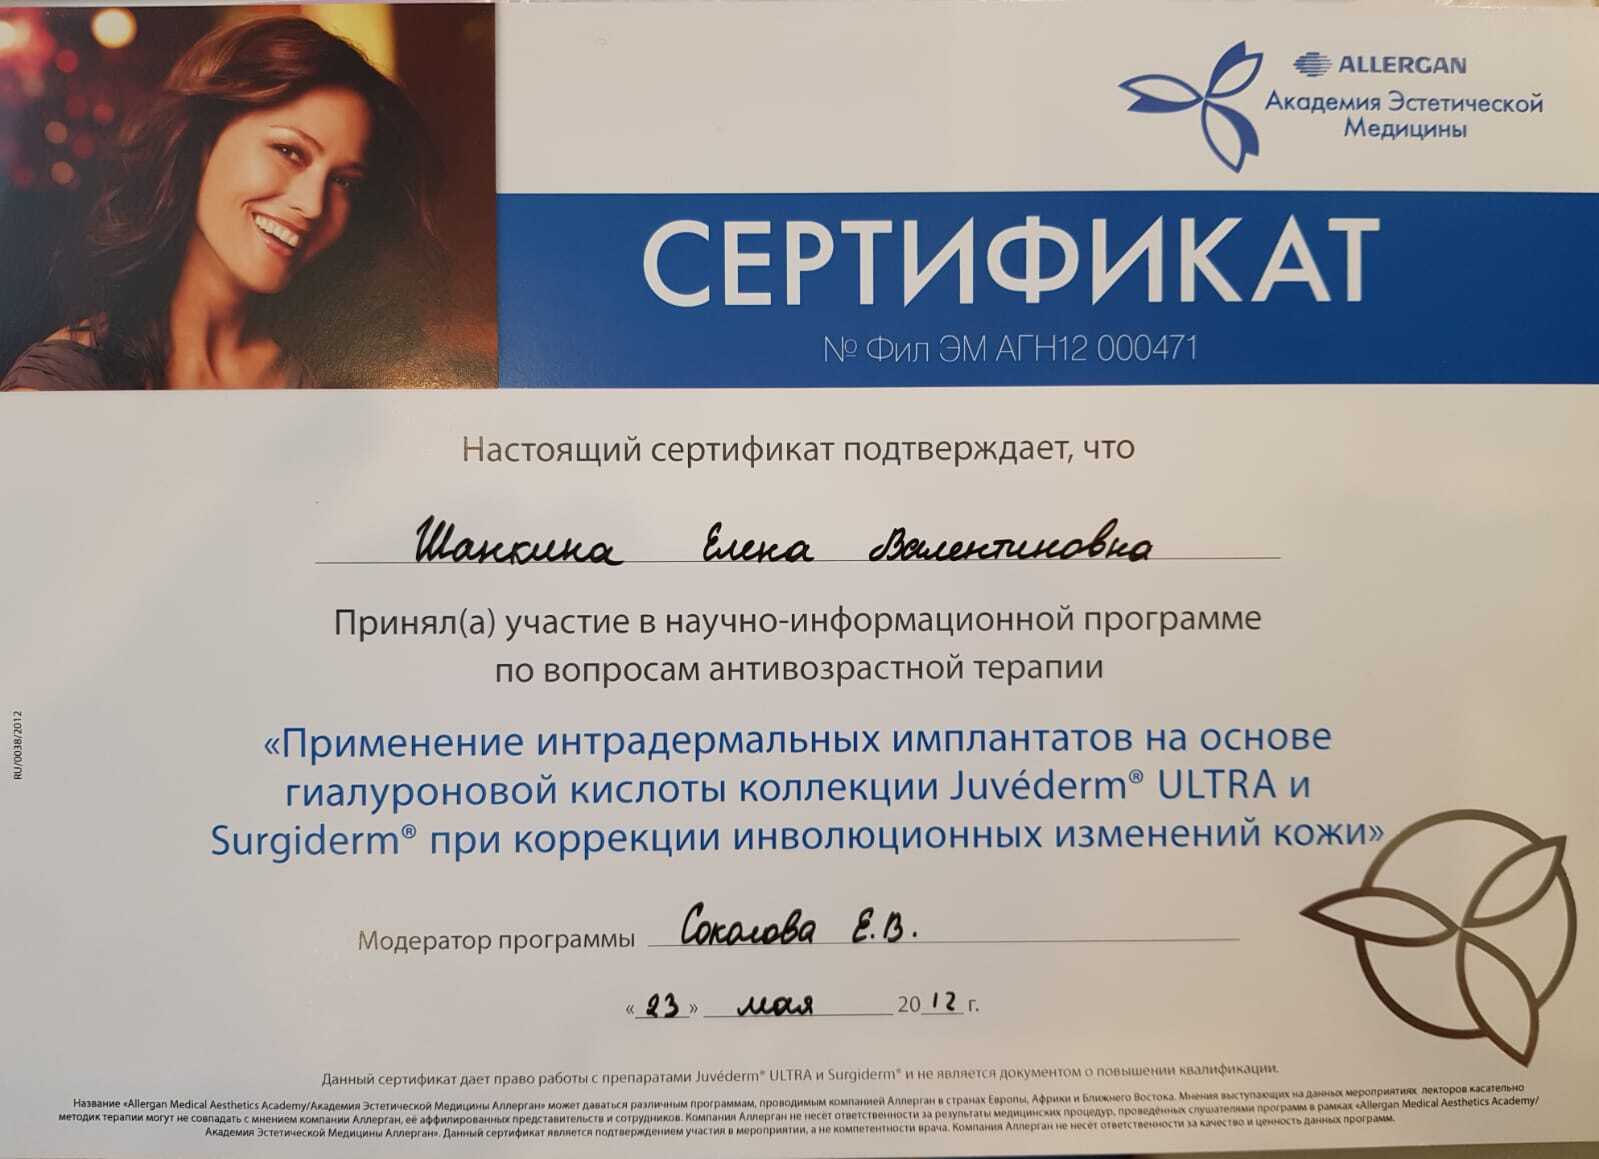 ALLERGAN
Академия Эстетической
Медицины
СЕРТИФИКАТ
№ Фил ЭМ АГН12 000471
Настоящий сертификат подтверждает, что
Шанкина Елена Валентиновна
Принял(а) участие в научно-информационной программе
по вопросам антивозрастной терапии
«Применение интрадермальных имплантатов на основе
гиалуроновой кислоты коллекции Juvéderm® ULTRA и
Surgiderm® при коррекции инволюционных изменений кожи»
Модератор программы Соколова Е.В.
«23» мая 2012 г.
RU/0038/2012
Данный сертификат дает право работы с препаратами Juvéderm® ULTRA и Surgiderm® и не является документом о повышении квалификации.
Название «Allergan Medical Aesthetics Academy/Академия Эстетической Медицины Аллерган» может даваться различным программам, проводимым компанией Аллерган в странах Европы, Африки и Ближнего Востока. Мнения выступающих на данных мероприятиях лекторов касательно
методик терапии могут не совпадать с мнением компании Аллерган, её аффилированных представительств и сотрудников. Компания Аллерган не несёт ответственности за результаты медицинских процедур, проведённых слушателями программ в рамках «Allergan Medical Aesthetics Academy/
Академия Эстетической Медицины Аллерган». Данный сертификат является подтверждением участия в мероприятии, а не компетентности врача. Компания Аллерган не несёт ответственности за качество и ценность данных программ.